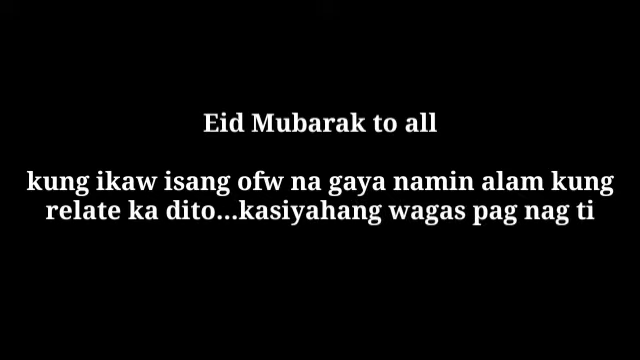 Eid Mubarak to all
kung ikaw isang ofw na gaya namin alam kung
relate ka dito...kasiyahang wagas pag nag ti